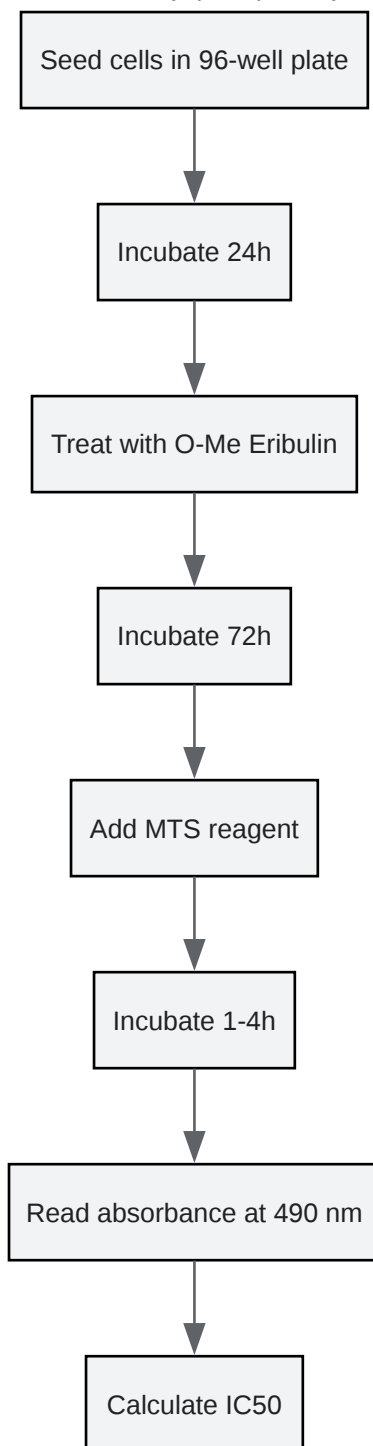 Seed cells in 96-well plate
Incubate 24h
Treat with O-Me Eribulin
Incubate 72h
Add MTS reagent
Incubate 1-4h
Read absorbance at 490 nm
Calculate IC50